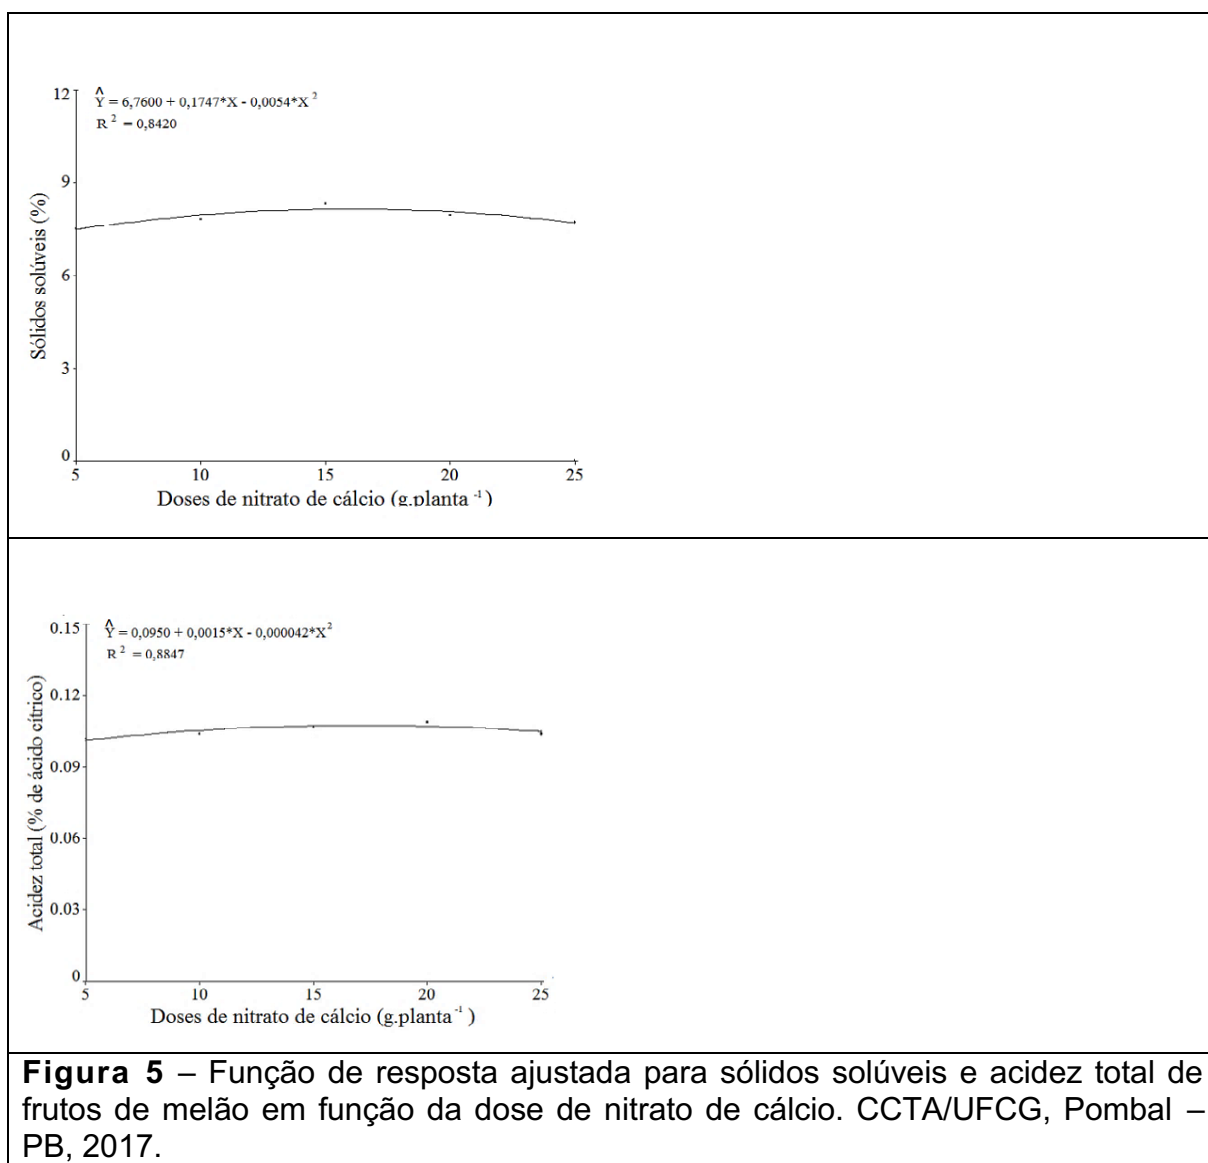 12
Ŷ = 6,7600 + 0,1747*X - 0,0054*X²
R² = 0,8420
9
6
3
0
Sólidos solúveis (%)
5 10 15 20 25
Doses de nitrato de cálcio (g.planta⁻¹)
0.15
Ŷ = 0,0950 + 0,0015*X - 0,000042*X²
R² = 0,8847
0.12
0.09
0.06
0.03
0
Acidez total (% de ácido cítrico)
5 10 15 20 25
Doses de nitrato de cálcio (g.planta⁻¹)
Figura 5 – Função de resposta ajustada para sólidos solúveis e acidez total de
frutos de melão em função da dose de nitrato de cálcio. CCTA/UFCG, Pombal –
PB, 2017.